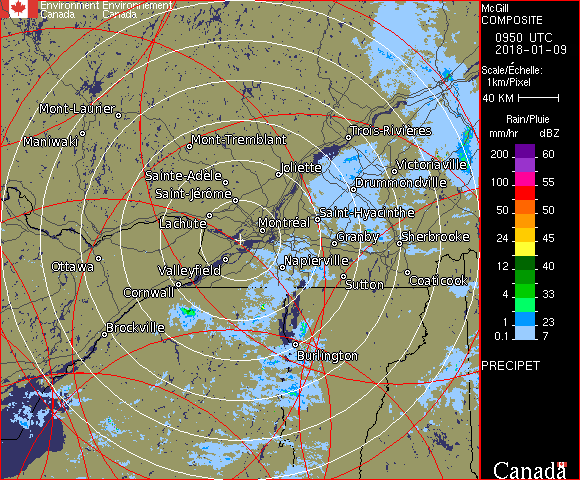 Environment Environnement
Canada Canada
McGill
COMPOSITE
0950 UTC
2018-01-09
Scale/Échelle:
1km/Pixel
40 KM
Rain/Pluie
mm/hr dBZ
200 60
100 55
50 50
24 45
12 40
4 33
2 30
1 23
0.1 7
PRECIPET
Canada
Mont-Laurier
Maniwaki
Mont-Tremblant
Trois-Rivières
Sainte-Adèle
Joliette
Victoriaville
Saint-Jérôme
Drummondville
Lachute
Montréal
Saint-Hyacinthe
Granby
Sherbrooke
Ottawa
Valleyfield
Napierville
Cornwall
Sutton
Coaticook
Brockville
Burlington